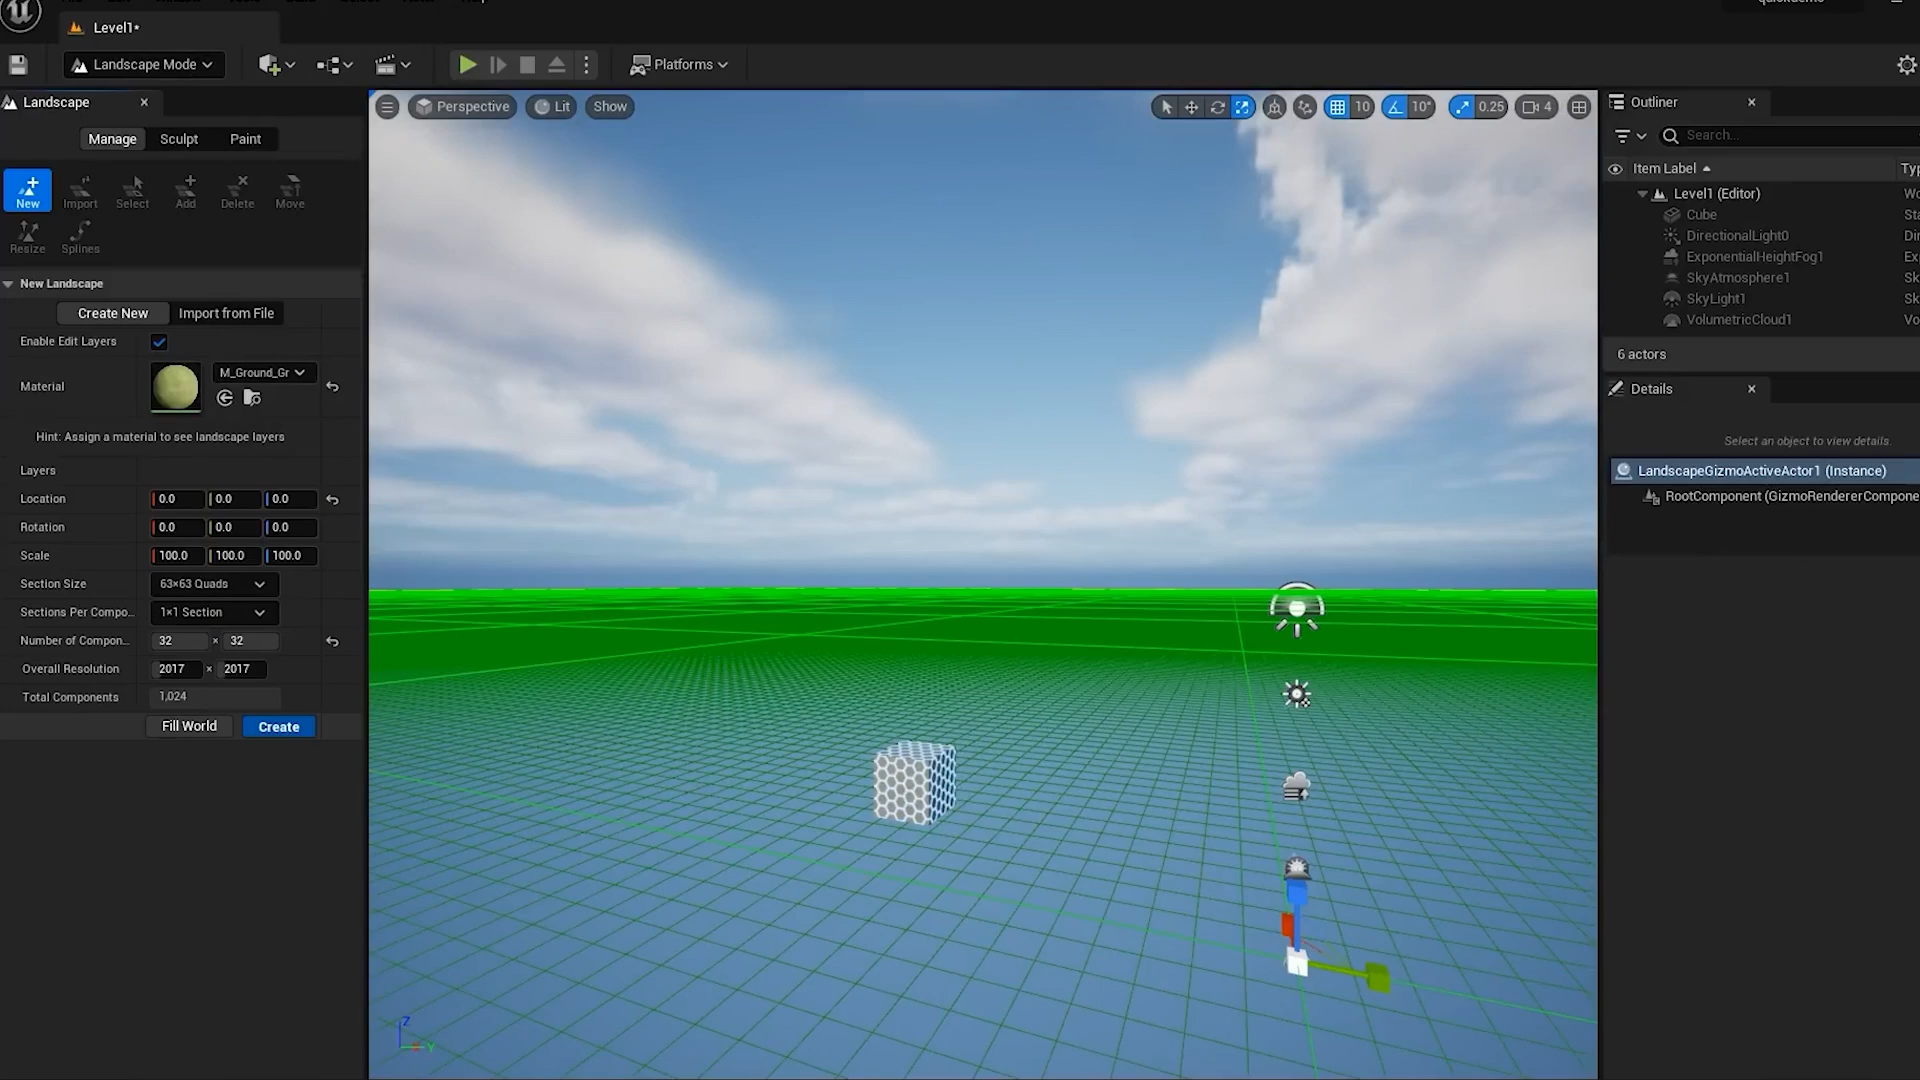 Level1*
Landscape Mode
Platforms
Landscape
Manage Sculpt Paint
New Import Select Add Delete Move
Resize Splines
New Landscape
Create New Import from File
Enable Edit Layers
Material
M_Ground_Gr
Hint: Assign a material to see landscape layers
Layers
Location 0.0 0.0 0.0
Rotation 0.0 0.0 0.0
Scale 100.0 100.0 100.0
Section Size 63×63 Quads
Sections Per Compo... 1×1 Section
Number of Compon... 32 × 32
Overall Resolution 2017 × 2017
Total Components 1,024
Fill World Create
Perspective Lit Show
10 10° 0.25 4
Z
Y
Outliner
Search...
Item Label Typ
Level1 (Editor) Wo
Cube Sta
DirectionalLight0 Dir
ExponentialHeightFog1 Exp
SkyAtmosphere1 Sk
SkyLight1 Sk
VolumetricCloud1 Vo
6 actors
Details
Select an object to view details.
LandscapeGizmoActiveActor1 (Instance)
RootComponent (GizmoRendererCompone